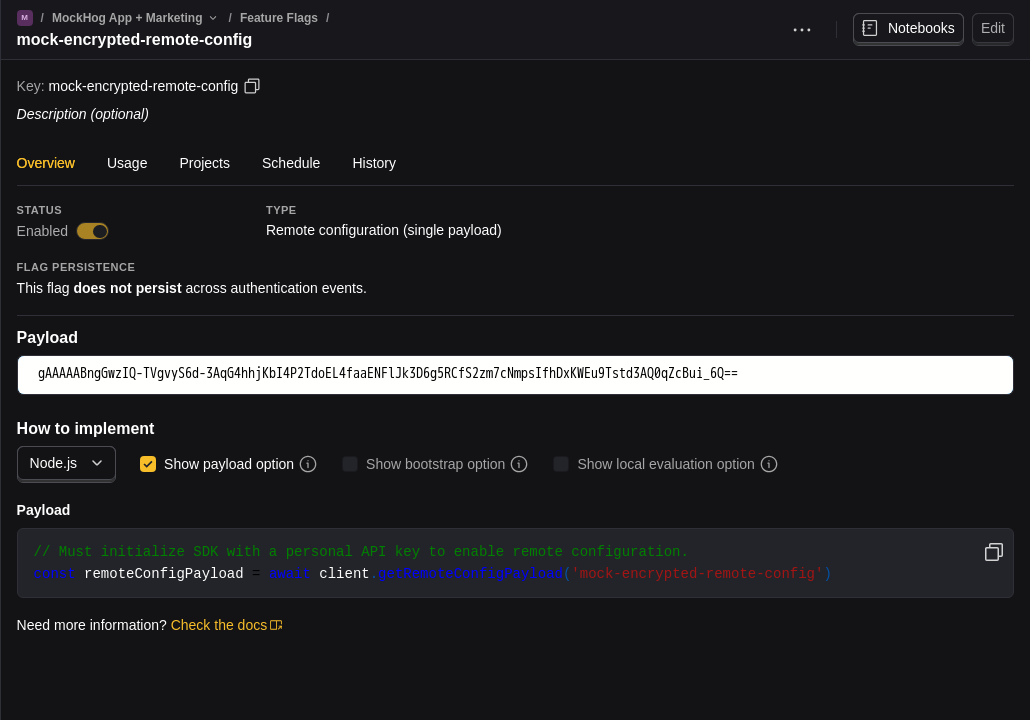 M / MockHog App + Marketing / Feature Flags /
mock-encrypted-remote-config
Notebooks
Edit
Key: mock-encrypted-remote-config
Description (optional)
Overview Usage Projects Schedule History
STATUS TYPE
Enabled Remote configuration (single payload)
FLAG PERSISTENCE
This flag does not persist across authentication events.
Payload
gAAAAABngGwzIQ-TVgvyS6d-3AqG4hhjKbI4P2TdoEL4faaENFlJk3D6g5RCfS2zm7cNmpsIfhDxKWEu9Tstd3AQ0qZcBui_6Q==
How to implement
Node.js Show payload option Show bootstrap option Show local evaluation option
Payload
// Must initialize SDK with a personal API key to enable remote configuration.
const remoteConfigPayload = await client.getRemoteConfigPayload('mock-encrypted-remote-config')
Need more information? Check the docs